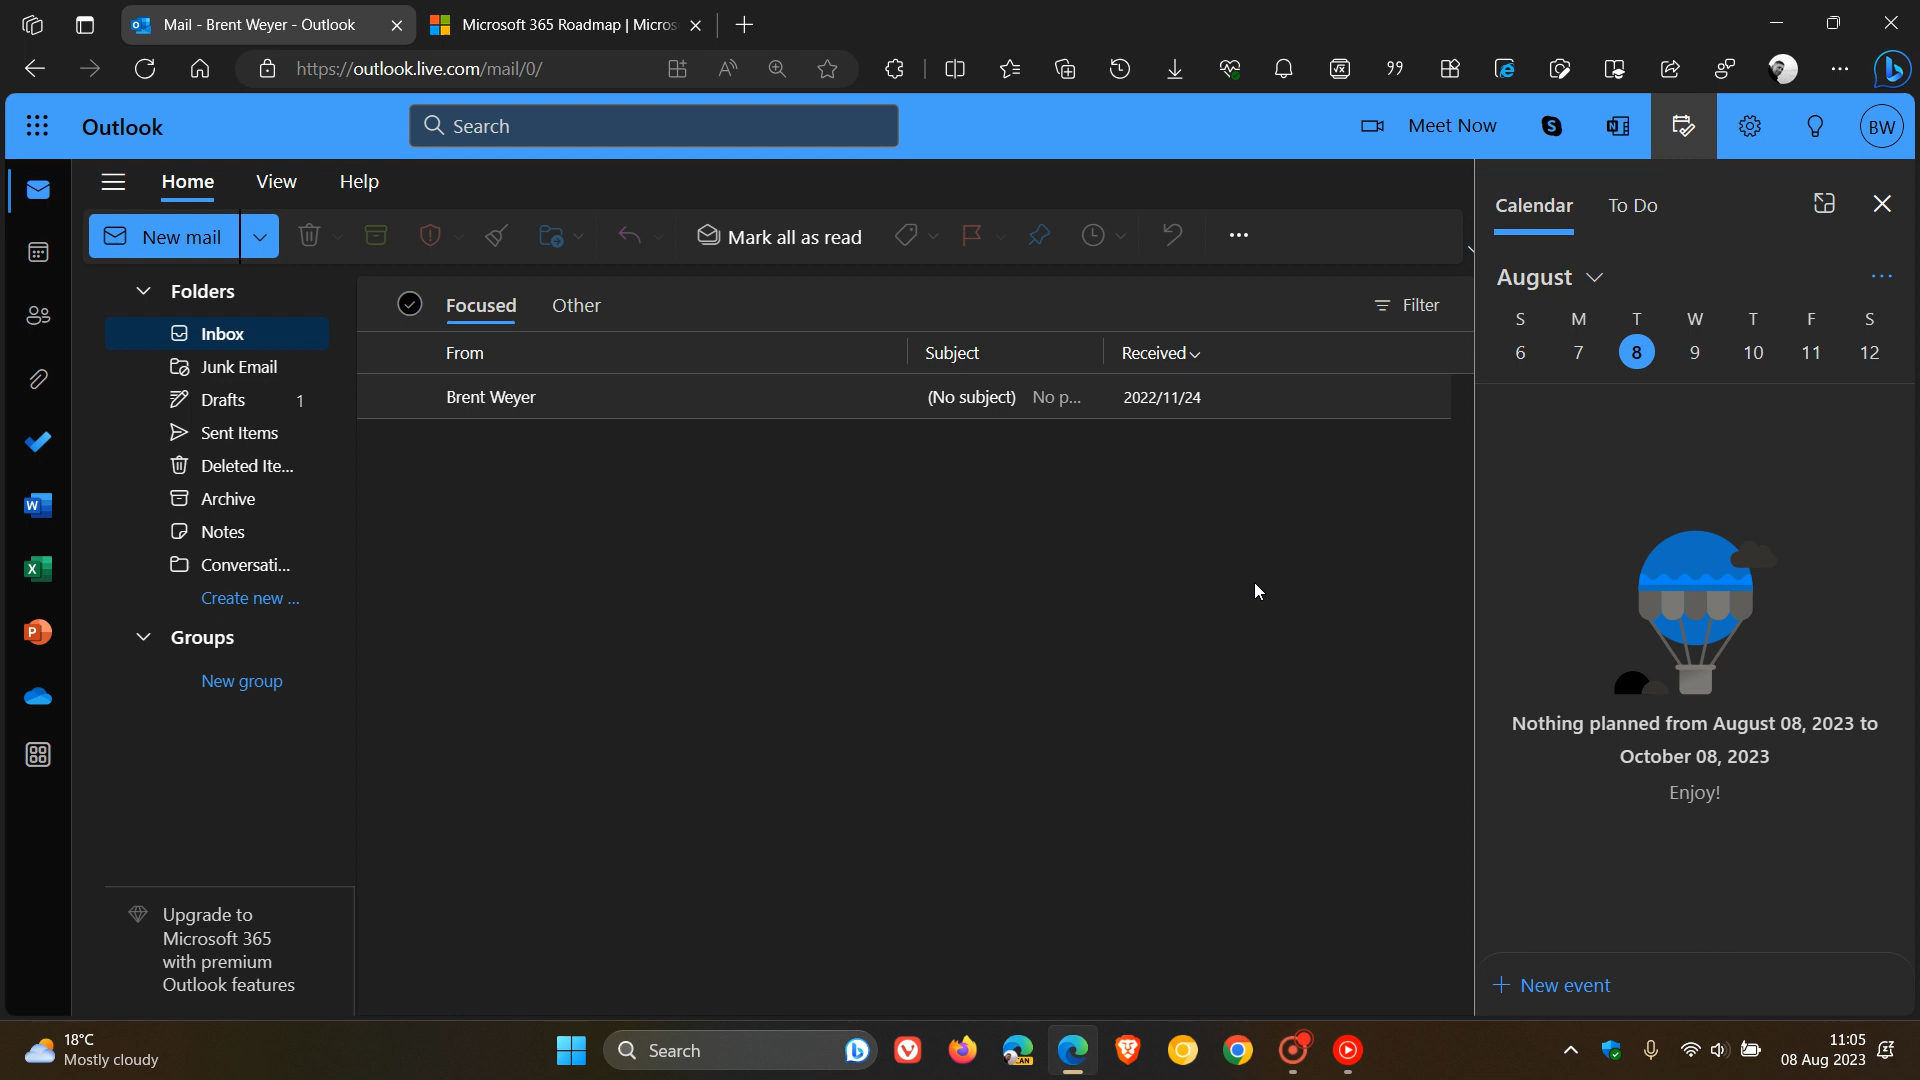 Mail - Brent Weyer - Outlook
Microsoft 365 Roadmap | Micros
https://outlook.live.com/mail/0/
Outlook
Search
Meet Now
BW
Home
View
Help
New mail
Mark all as read
Folders
Inbox
Junk Email
Drafts 1
Sent Items
Deleted Ite...
Archive
Notes
Conversati...
Create new ...
Groups
New group
Upgrade to
Microsoft 365
with premium
Outlook features
Focused
Other
Filter
From
Subject
Received
Brent Weyer
(No subject) No p...
2022/11/24
Calendar
To Do
August
S M T W T F S
6 7 8 9 10 11 12
Nothing planned from August 08, 2023 to
October 08, 2023
Enjoy!
New event
18°C
Mostly cloudy
Search
CAN
11:05
08 Aug 2023